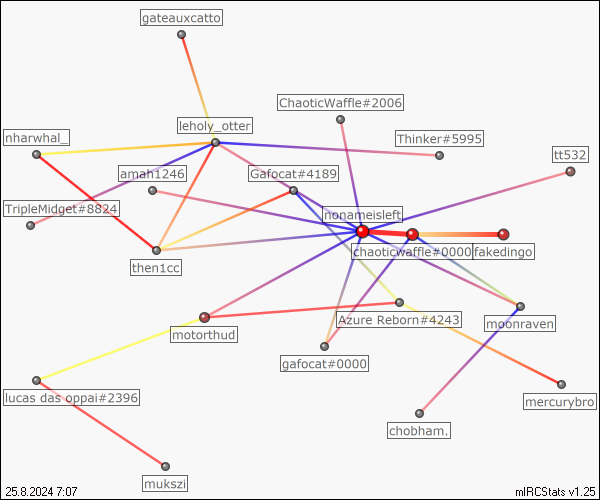 gateauxcatto
ChaoticWaffle#2006
leholy_otter
nharwhal_
Thinker#5995
tt532
amah1246
Gafocat#4189
TripleMidget#8824
nonameisleft
then1cc
chaoticwaffle#0000
fakedingo
Azure Reborn#4243
moonraven
motorthud
gafocat#0000
lucas das oppai#2396
mercurybro
chobham.
mukszi
25.8.2024 7:07
mIRCStats v1.25